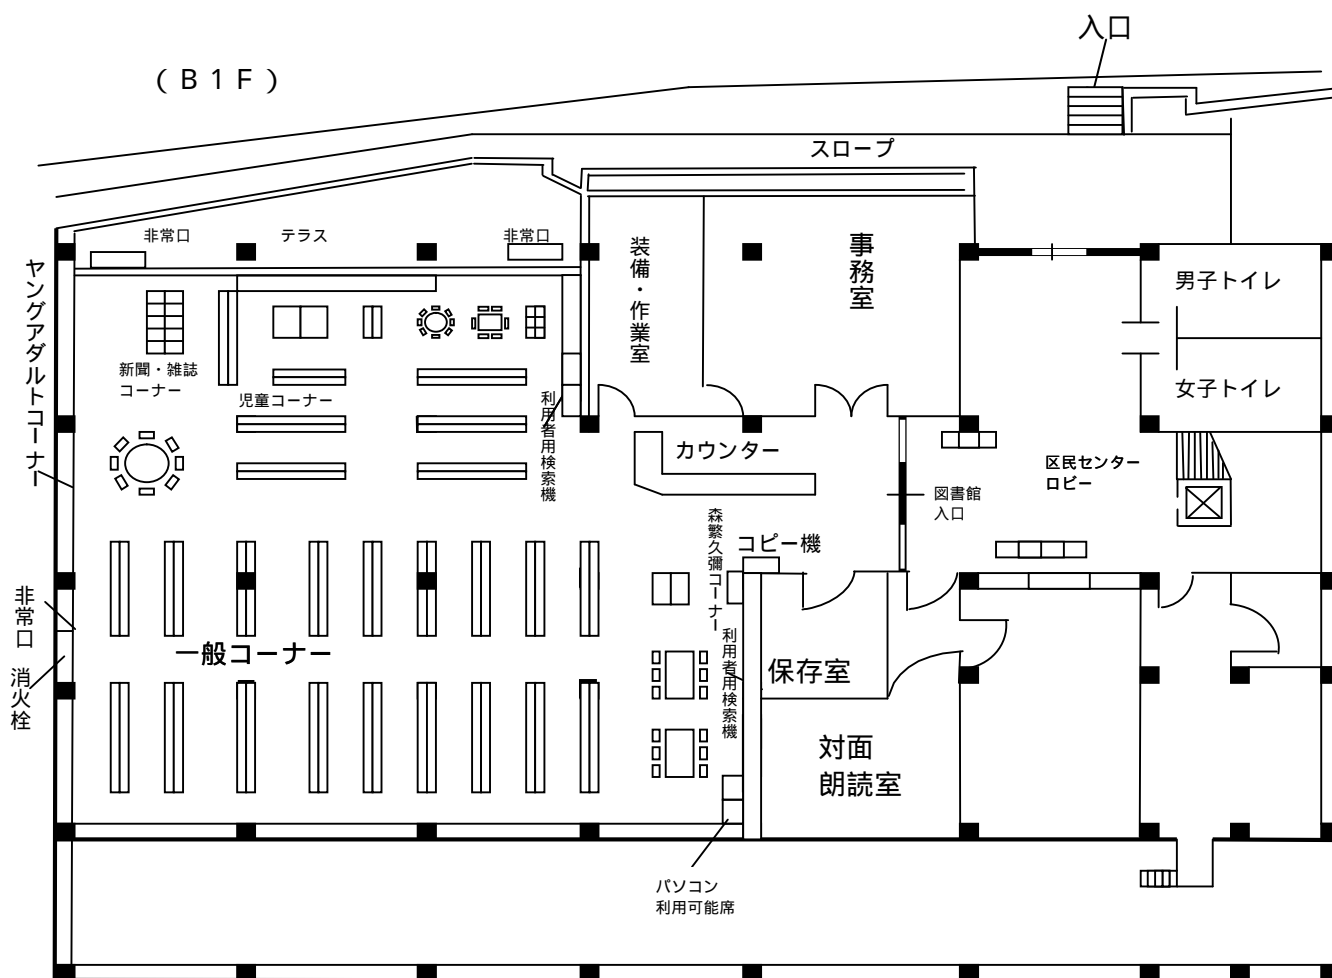 入口
（Ｂ１Ｆ）
スロープ
非常口
テラス
非常口
装備・作業室
事務室
男子トイレ
女子トイレ
ヤングアダルトコーナー
新聞・雑誌
コーナー
児童コーナー
利用者用検索機
カウンター
区民センター
ロビー
図書館
入口
森繁久彌コーナー
コピー機
非常口
消火栓
一般コーナー
利用者用検索機
保存室
対面
朗読室
パソコン
利用可能席